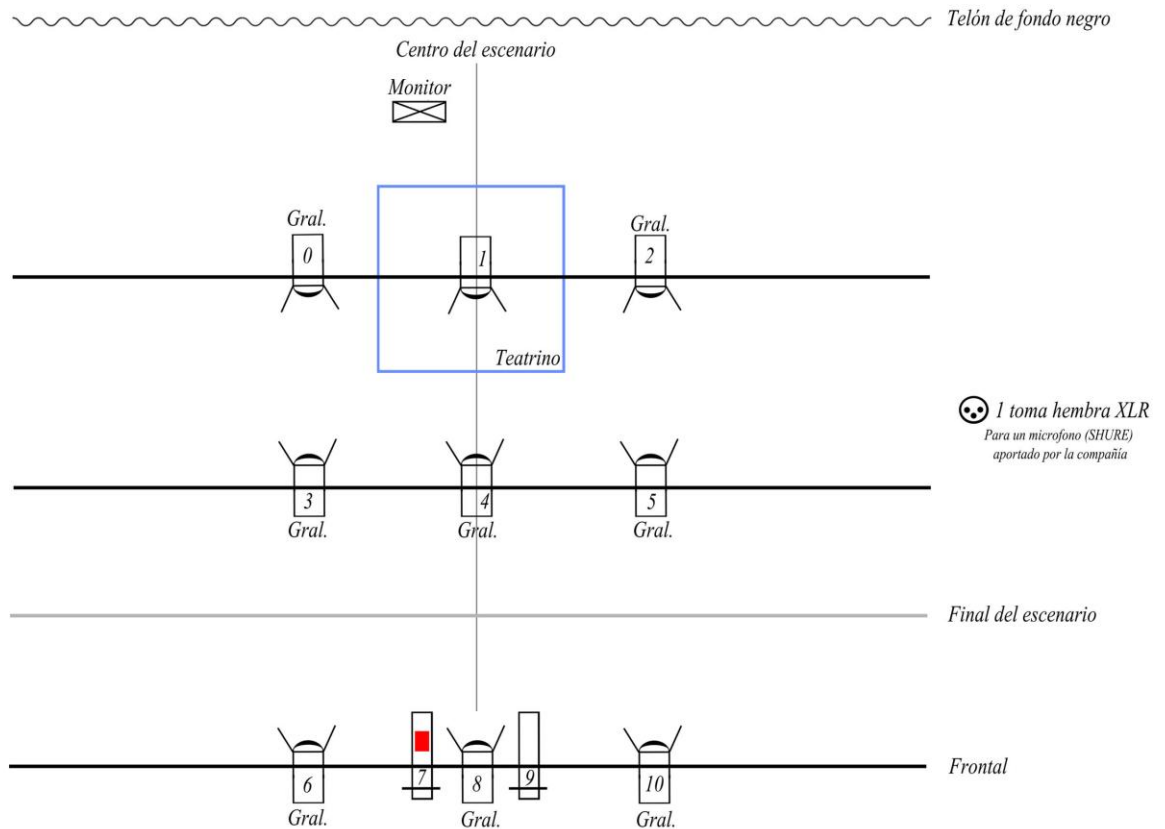 Telón de fondo negro
Centro del escenario
Monitor
Gral.
Gral.
0
1
2
Teatrino
1 toma hembra XLR
Para un microfono (SHURE)
aportado por la compañía
3
4
5
Gral.
Gral.
Gral.
Final del escenario
6
7
8
9
10
Frontal
Gral.
Gral.
Gral.